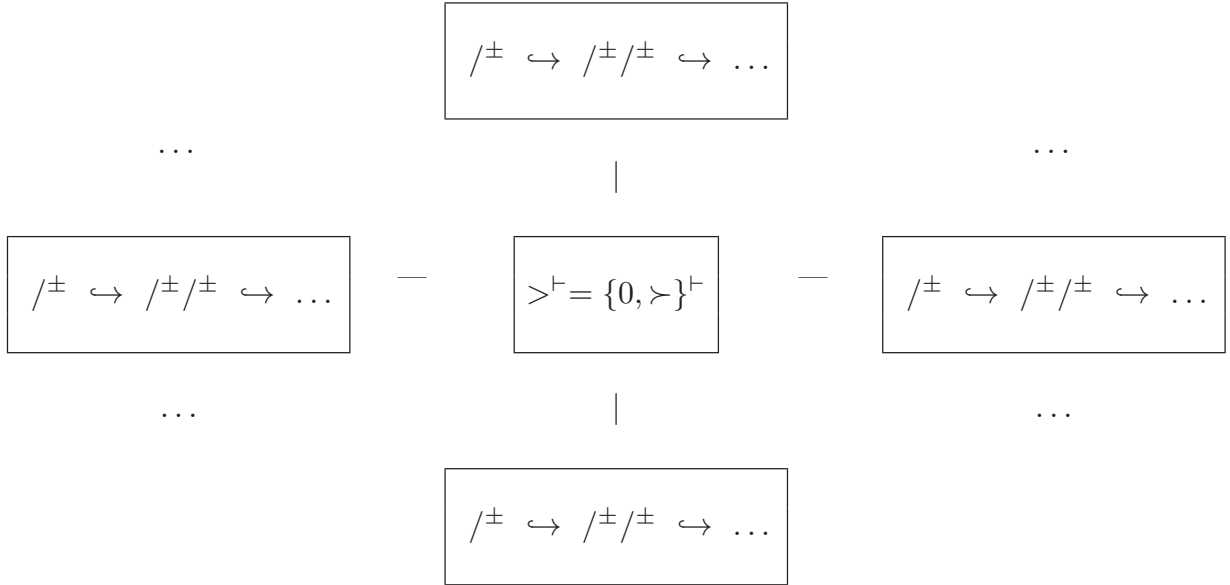 /^± ↪ /^±/^± ↪ …
… …
|
/^± ↪ /^±/^± ↪ … — >^⊢ = {0, ≻}^⊢ — /^± ↪ /^±/^± ↪ …
… | …
/^± ↪ /^±/^± ↪ …